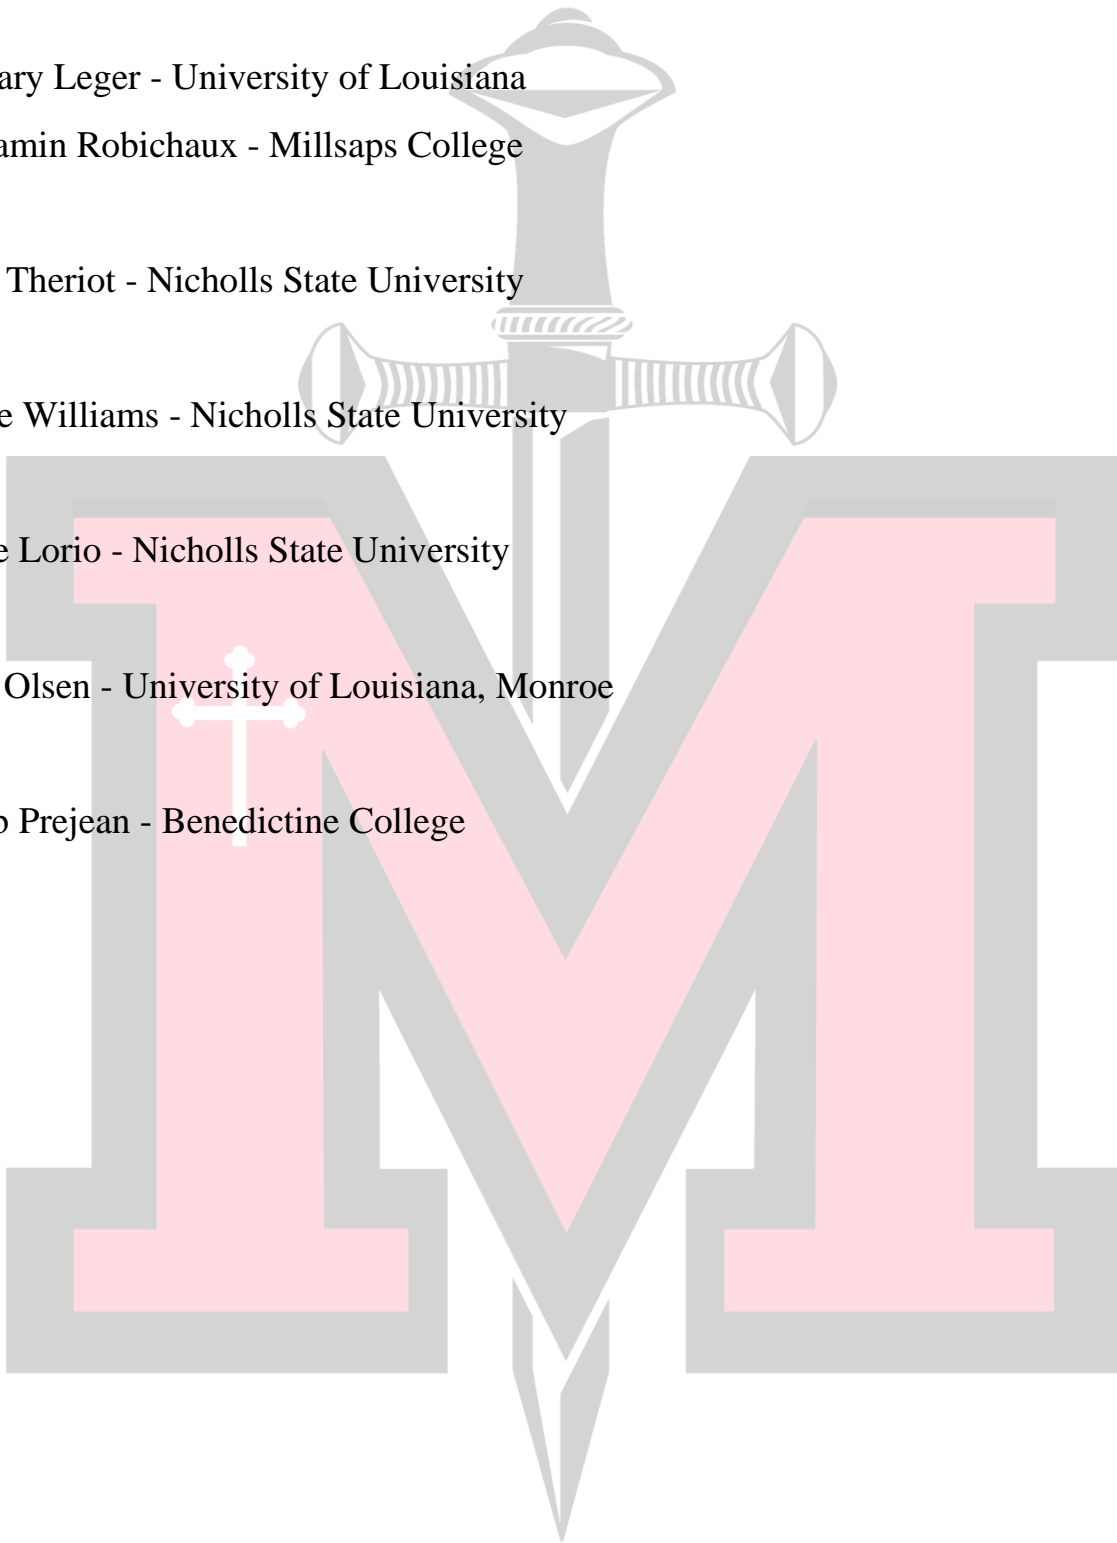 ary Leger - University of Louisiana
amin Robichaux - Millsaps College
Theriot - Nicholls State University
e Williams - Nicholls State University
e Lorio - Nicholls State University
Olsen - University of Louisiana, Monroe
Prejean - Benedictine College